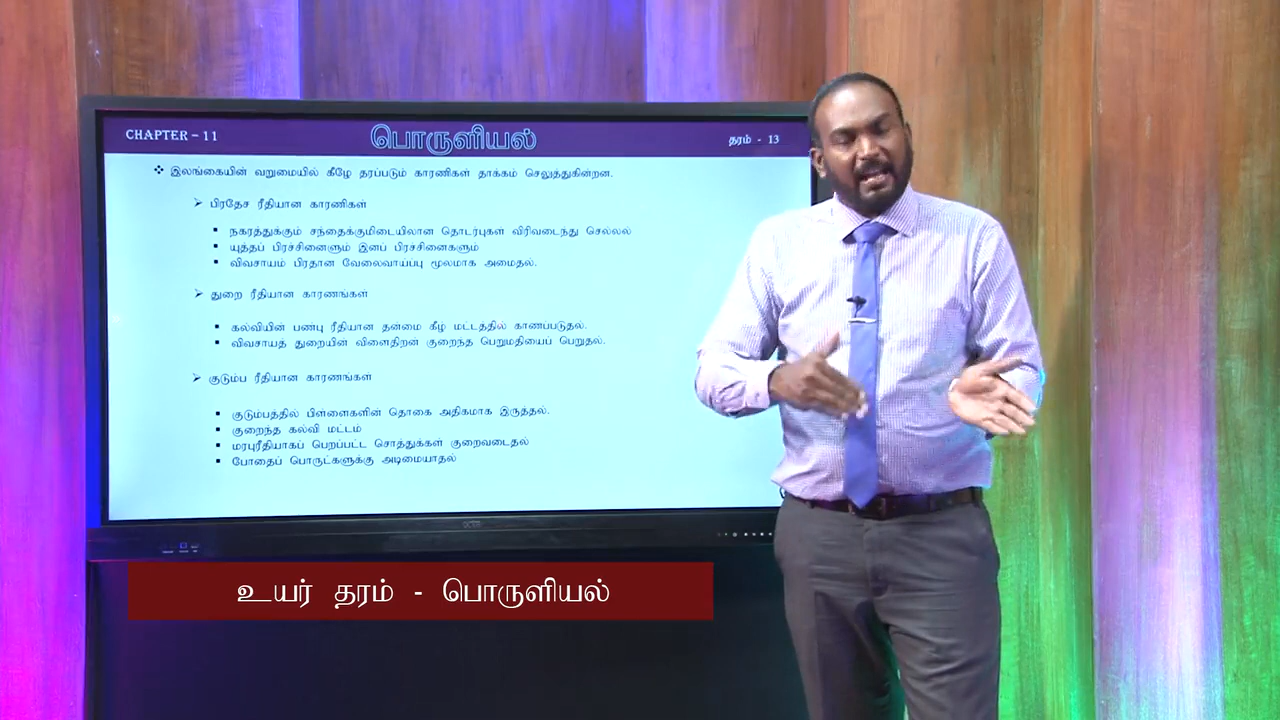 CHAPTER – 11
பொருளியல்
தரம் - 13
❖ இலங்கையின் வறுமையில் கீழே தரப்படும் காரணிகள் தாக்கம் செலுத்துகின்றன.
➢ பிரதேச ரீதியான காரணிகள்
▪ நகரத்துக்கும் சந்தைக்குமிடையிலான தொடர்புகள் விரிவடைந்து செல்லல்
▪ யுத்தப் பிரச்சினைளும் இனப் பிரச்சினைகளும்
▪ விவசாயம் பிரதான வேலைவாய்ப்பு மூலமாக அமைதல்.
➢ துறை ரீதியான காரணங்கள்
▪ கல்வியின் பண்பு ரீதியான தன்மை கீழ் மட்டத்தில் காணப்படுதல்.
▪ விவசாயத் துறையின் விளைதிறன் குறைந்த பெறுமதியைப் பெறுதல்.
➢ குடும்ப ரீதியான காரணங்கள்
▪ குடும்பத்தில் பிள்ளைகளின் தொகை அதிகமாக இருத்தல்.
▪ குறைந்த கல்வி மட்டம்
▪ மரபுரீதியாகப் பெறப்பட்ட சொத்துக்கள் குறைவடைதல்
▪ போதைப் பொருட்களுக்கு அடிமையாதல்
உயர் தரம் - பொருளியல்